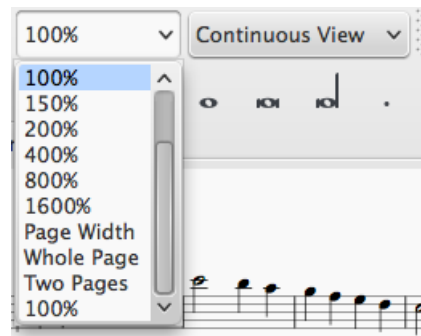 100% Continuous View
100%
150%
200%
400%
800%
1600%
Page Width
Whole Page
Two Pages
100%